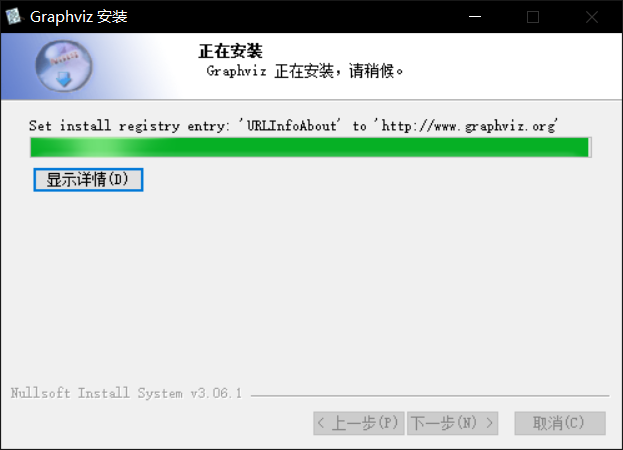 Graphviz 安装
正在安装
Graphviz 正在安装，请稍候。
Set install registry entry: 'URLInfoAbout' to 'http://www.graphviz.org'
显示详情(D)
Nullsoft Install System v3.06.1
< 上一步(P) 下一步(N) > 取消(C)